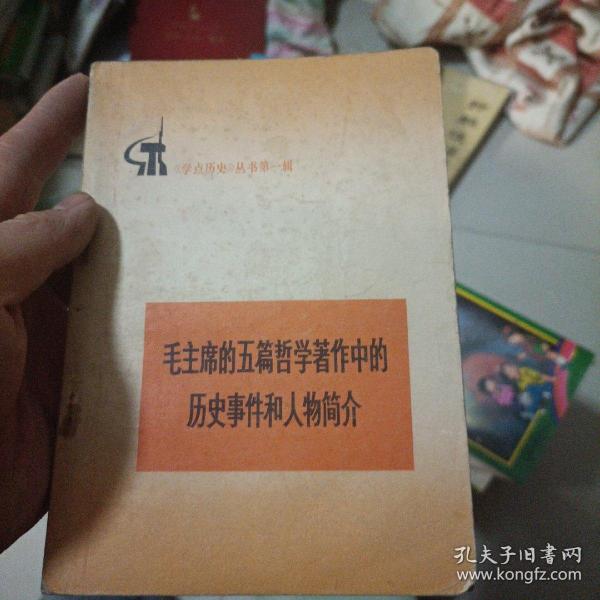 《学点历史》丛书第一辑
毛主席的五篇哲学著作中的
历史事件和人物简介
孔夫子旧書网
www.kongfz.com